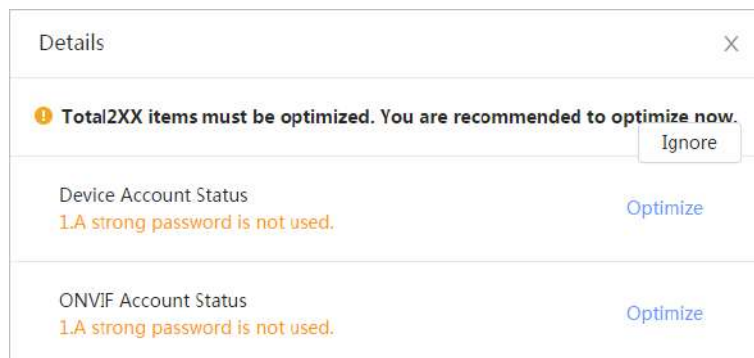 Details
Total2XX items must be optimized. You are recommended to optimize now.
Ignore
Device Account Status
1.A strong password is not used.
Optimize
ONVIF Account Status
1.A strong password is not used.
Optimize